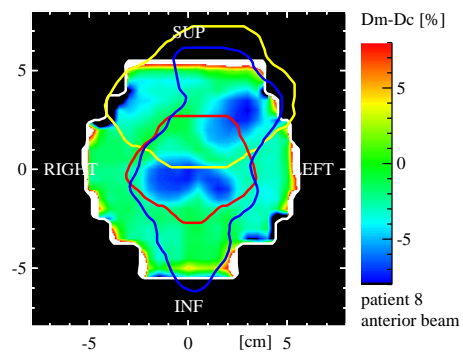 Dm-Dc [%]
SUP
5
5
RIGHT
0
LEFT
0
-5
-5
INF
patient 8
anterior beam
-5
0
[cm]
5